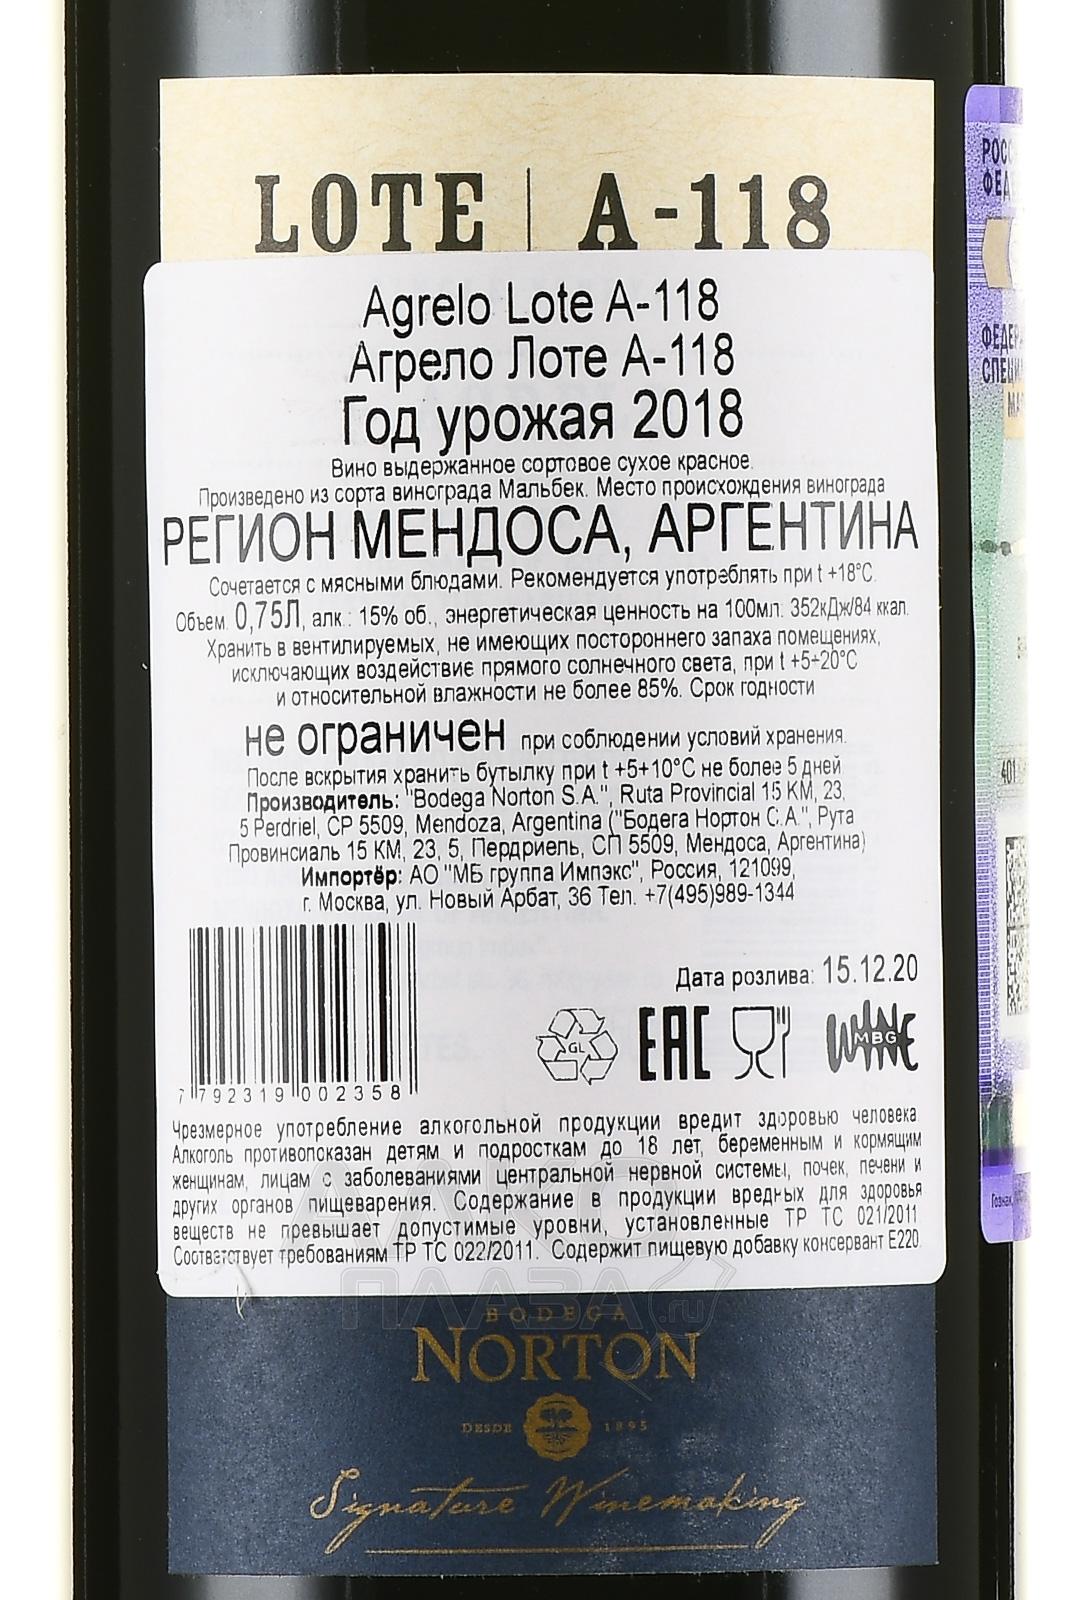 LOTE | A-118
Agrelo Lote A-118
Агрело Лоте А-118
Год урожая 2018
Вино выдержанное сортовое сухое красное.
Произведено из сорта винограда Мальбек. Место происхождения винограда
РЕГИОН МЕНДОСА, АРГЕНТИНА
Сочетается с мясными блюдами. Рекомендуется употреблять при t +18°C.
Объем 0,75Л, алк.: 15% об., энергетическая ценность на 100мл: 352кДж/84 ккал.
Хранить в вентилируемых, не имеющих постороннего запаха помещениях,
исключающих воздействие прямого солнечного света, при t +5+20°C
и относительной влажности не более 85%. Срок годности
не ограничен при соблюдении условий хранения.
После вскрытия хранить бутылку при t +5+10°C не более 5 дней
Производитель: "Bodega Norton S.A.", Ruta Provincial 15 KM, 23,
5 Perdriel, CP 5509, Mendoza, Argentina ("Бодега Нортон С.А.", Рута
Провинсиаль 15 КМ, 23, 5, Пердриель, СП 5509, Мендоса, Аргентина)
Импортёр: АО "МБ группа Импэкс", Россия, 121099,
г. Москва, ул. Новый Арбат, 36 Тел. +7(495)989-1344
Дата розлива: 15.12.20
GL EAC WINE MBG
7 792319 002358
Чрезмерное употребление алкогольной продукции вредит здоровью человека
Алкоголь противопоказан детям и подросткам до 18 лет, беременным и кормящим
женщинам, лицам с заболеваниями центральной нервной системы, почек, печени и
других органов пищеварения. Содержание в продукции вредных для здоровья
веществ не превышает допустимые уровни, установленные ТР ТС 021/2011
Соответствует требованиям ТР ТС 022/2011. Содержит пищевую добавку консервант Е220
BODEGA
NORTON
DESDE 1895
Signature Winemaking